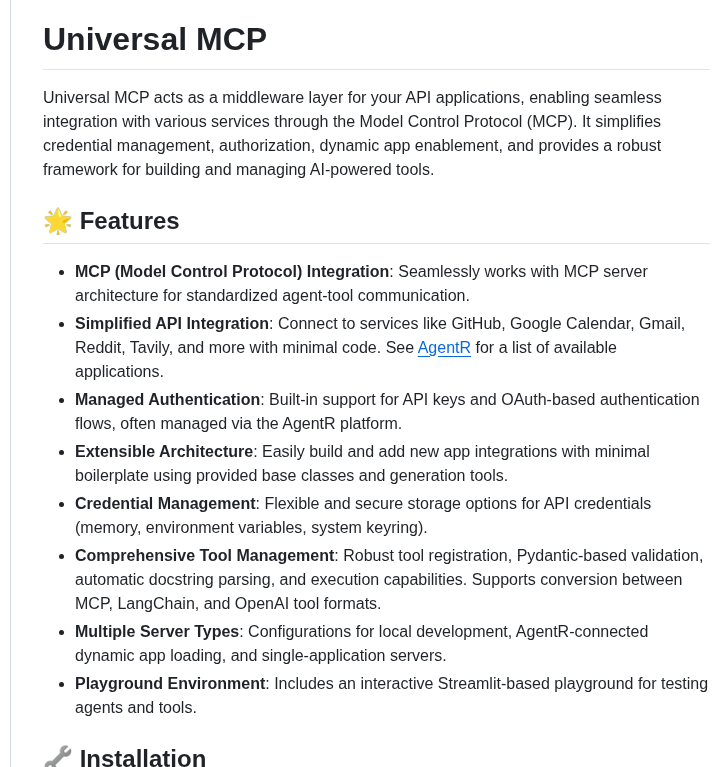 Universal MCP
Universal MCP acts as a middleware layer for your API applications, enabling seamless
integration with various services through the Model Control Protocol (MCP). It simplifies
credential management, authorization, dynamic app enablement, and provides a robust
framework for building and managing AI-powered tools.
🌟 Features
• MCP (Model Control Protocol) Integration: Seamlessly works with MCP server
architecture for standardized agent-tool communication.
• Simplified API Integration: Connect to services like GitHub, Google Calendar, Gmail,
Reddit, Tavily, and more with minimal code. See AgentR for a list of available
applications.
• Managed Authentication: Built-in support for API keys and OAuth-based authentication
flows, often managed via the AgentR platform.
• Extensible Architecture: Easily build and add new app integrations with minimal
boilerplate using provided base classes and generation tools.
• Credential Management: Flexible and secure storage options for API credentials
(memory, environment variables, system keyring).
• Comprehensive Tool Management: Robust tool registration, Pydantic-based validation,
automatic docstring parsing, and execution capabilities. Supports conversion between
MCP, LangChain, and OpenAI tool formats.
• Multiple Server Types: Configurations for local development, AgentR-connected
dynamic app loading, and single-application servers.
• Playground Environment: Includes an interactive Streamlit-based playground for testing
agents and tools.
🔧 Installation